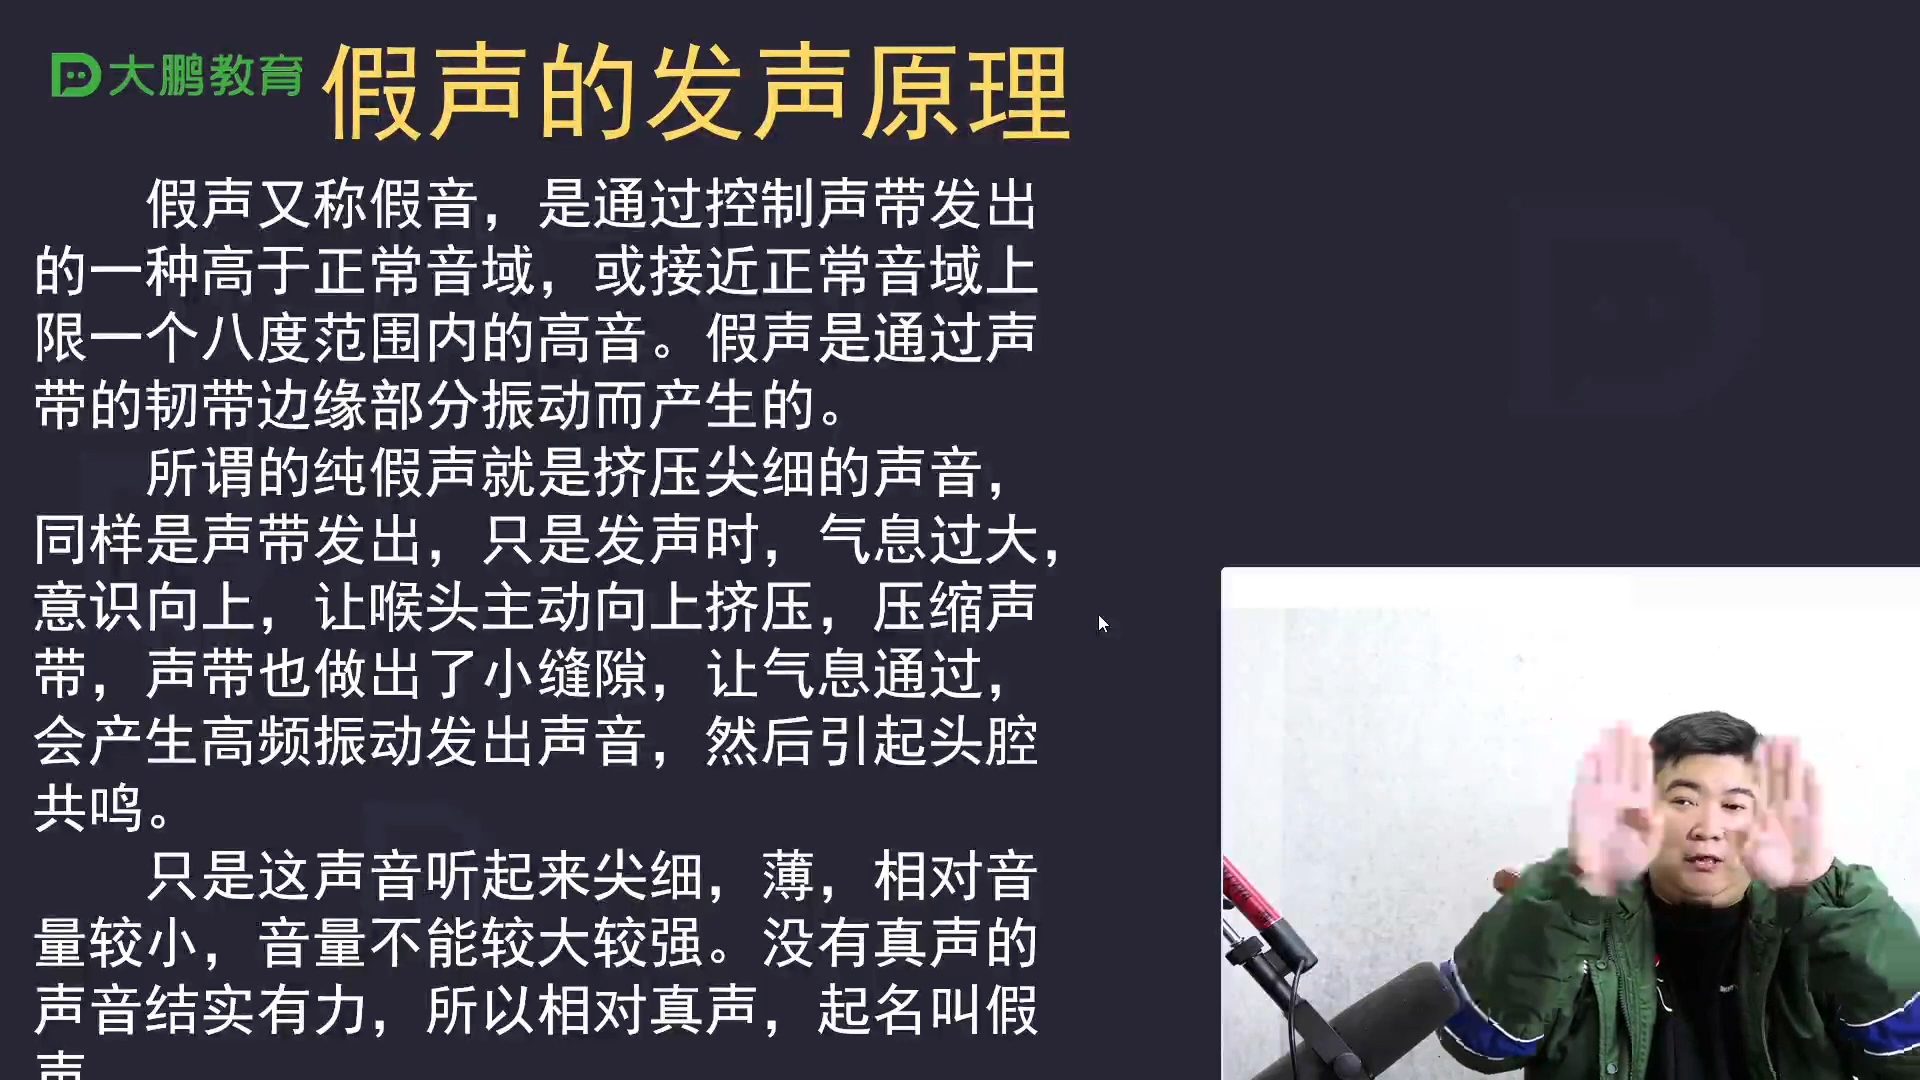 大鹏教育
假声的发声原理
假声又称假音，是通过控制声带发出
的一种高于正常音域，或接近正常音域上
限一个八度范围内的高音。假声是通过声
带的韧带边缘部分振动而产生的。
所谓的纯假声就是挤压尖细的声音，
同样是声带发出，只是发声时，气息过大，
意识向上，让喉头主动向上挤压，压缩声
带，声带也做出了小缝隙，让气息通过，
会产生高频振动发出声音，然后引起头腔
共鸣。
只是这声音听起来尖细，薄，相对音
量较小，音量不能较大较强。没有真声的
声音结实有力，所以相对真声，起名叫假
声